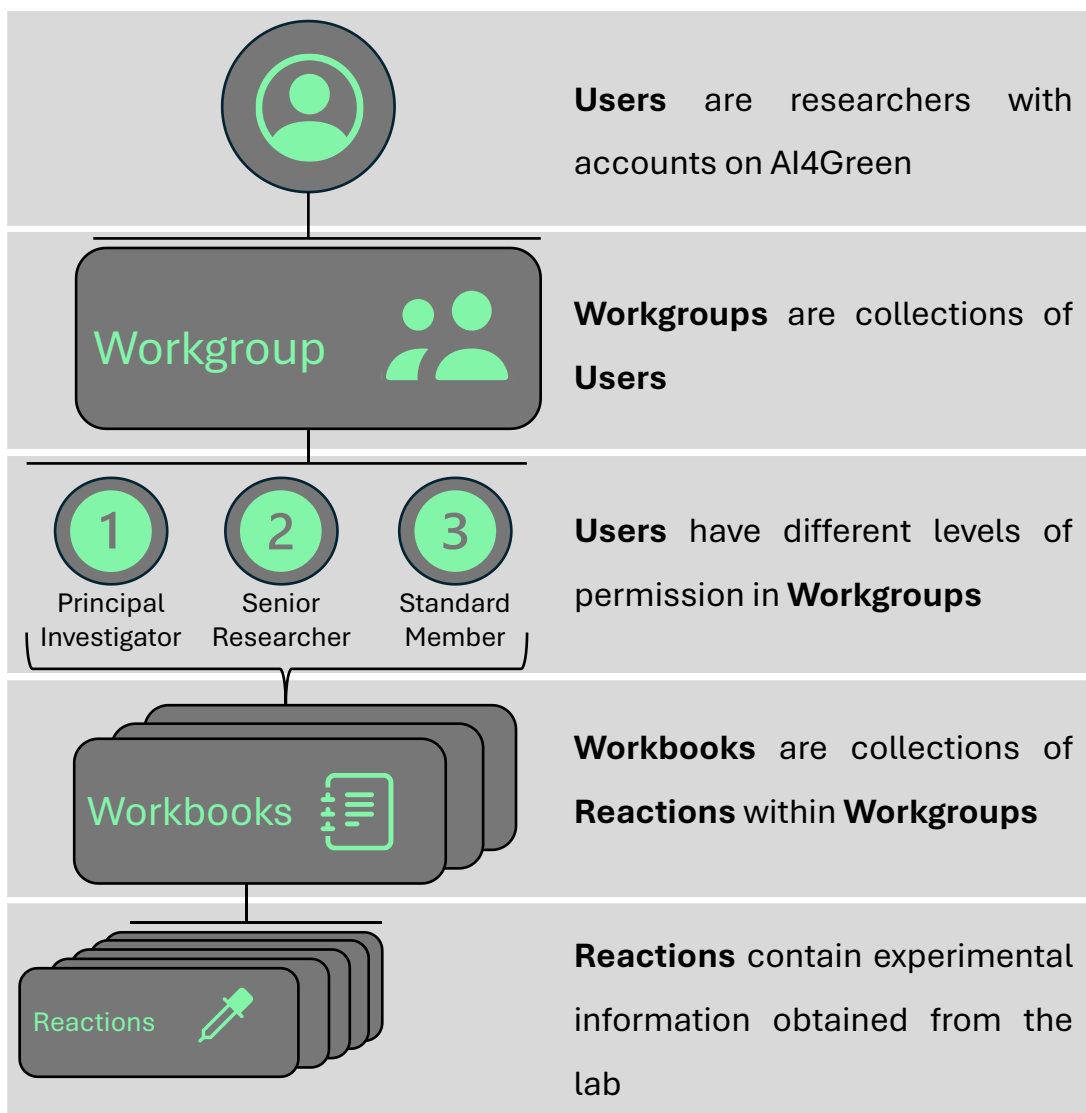 Users are researchers with
accounts on AI4Green
Workgroup
Workgroups are collections of
Users
1
2
3
Principal
Investigator
Senior
Researcher
Standard
Member
Users have different levels of
permission in Workgroups
Workbooks
Workbooks are collections of
Reactions within Workgroups
Reactions
Reactions contain experimental
information obtained from the
lab